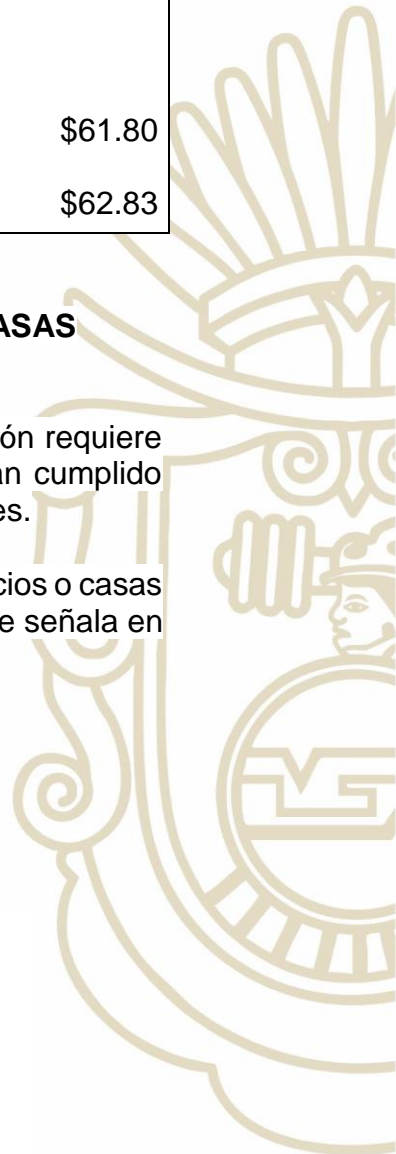 $61.80
$62.83
ASAS
ón requiere
an cumplido
es.
cios o casas
e señala en